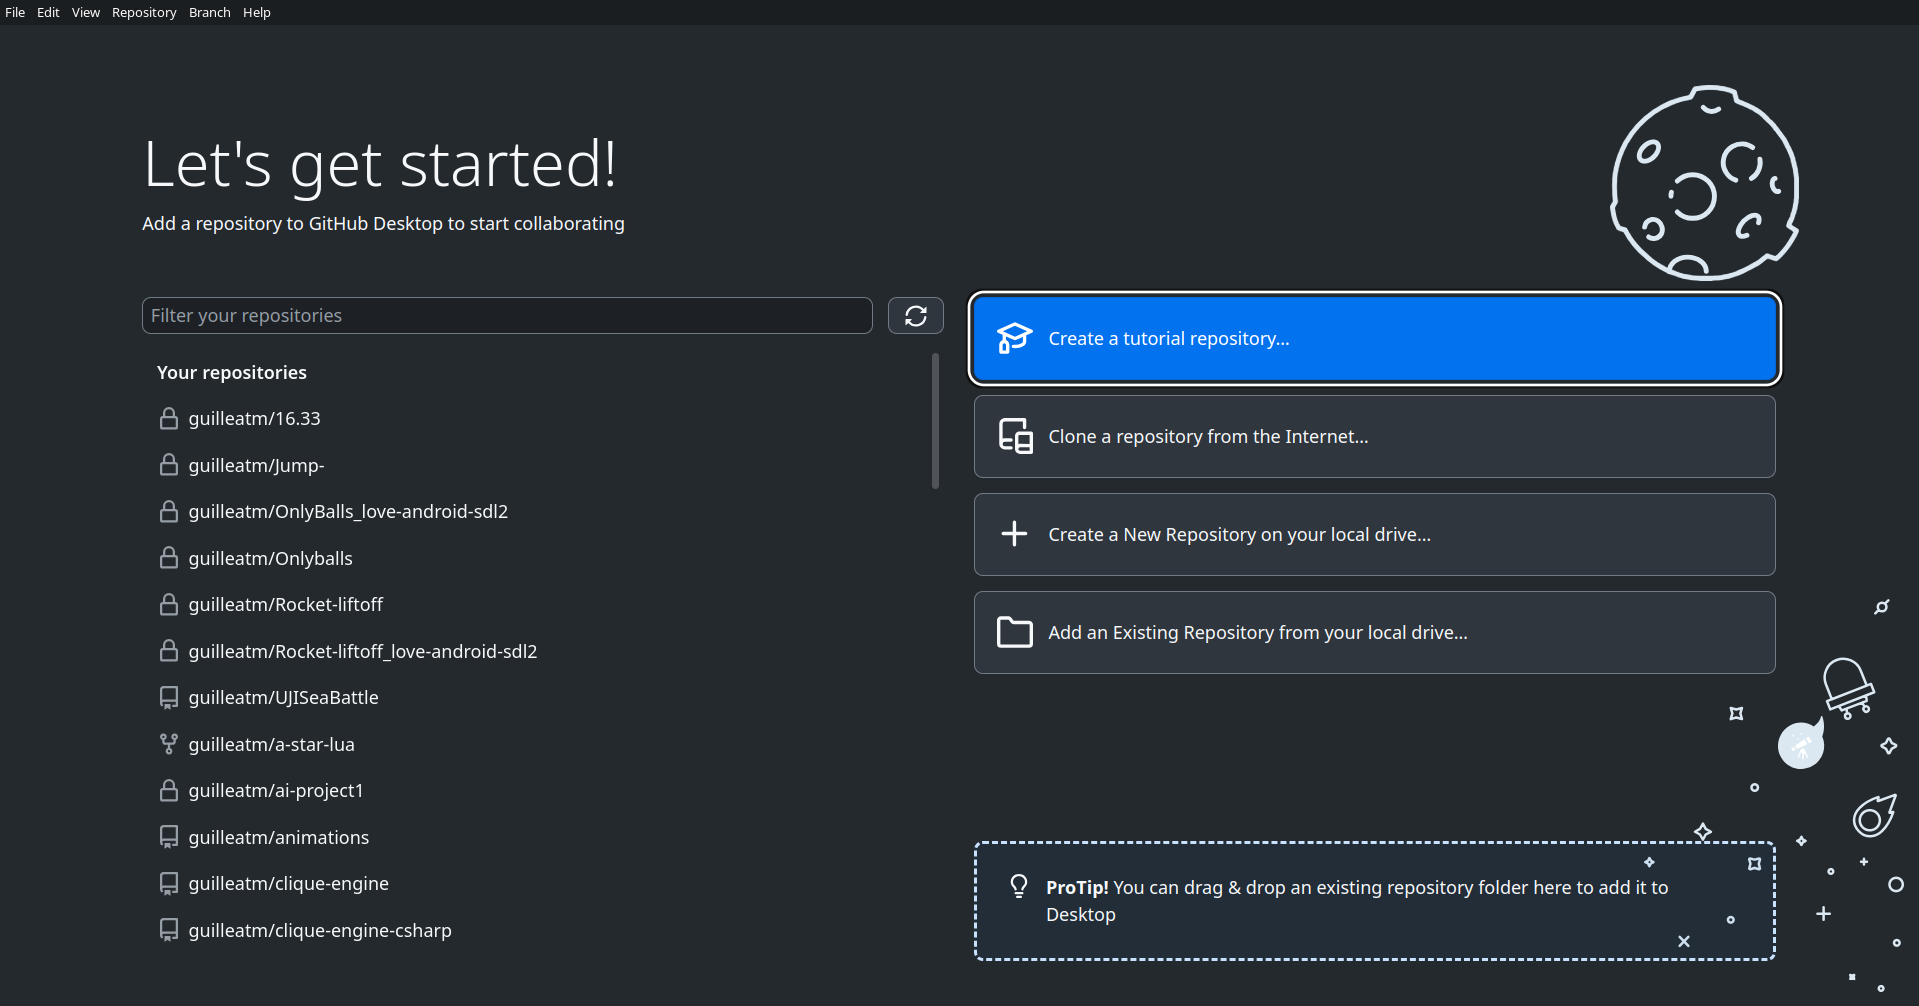 File Edit View Repository Branch Help
Let's get started!
Add a repository to GitHub Desktop to start collaborating
Filter your repositories
Your repositories
guilleatm/16.33
guilleatm/Jump-
guilleatm/OnlyBalls_love-android-sdl2
guilleatm/Onlyballs
guilleatm/Rocket-liftoff
guilleatm/Rocket-liftoff_love-android-sdl2
guilleatm/UJISeaBattle
guilleatm/a-star-lua
guilleatm/ai-project1
guilleatm/animations
guilleatm/clique-engine
guilleatm/clique-engine-csharp
Create a tutorial repository...
Clone a repository from the Internet...
Create a New Repository on your local drive...
Add an Existing Repository from your local drive...
ProTip! You can drag & drop an existing repository folder here to add it to
Desktop